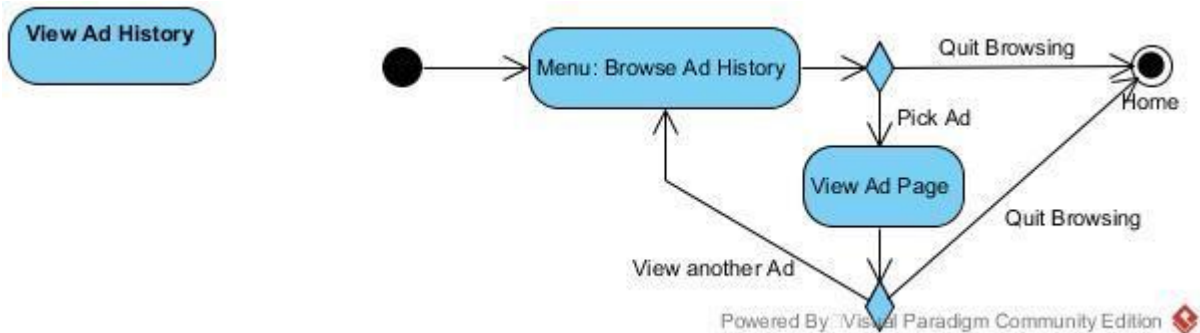 View Ad History
Menu: Browse Ad History
Quit Browsing
Home
Pick Ad
View Ad Page
Quit Browsing
View another Ad
Powered By Visual Paradigm Community Edition